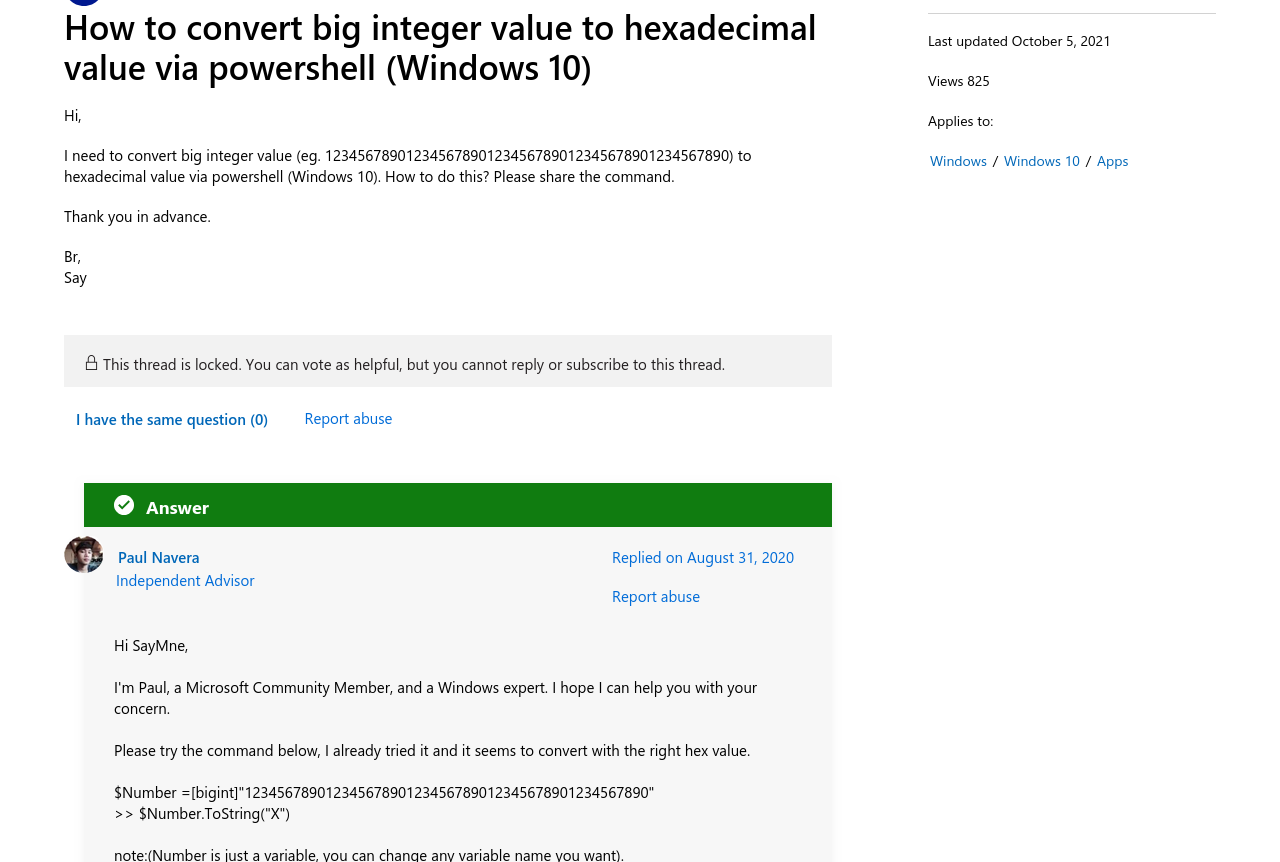 How to convert big integer value to hexadecimal
value via powershell (Windows 10)
Hi,
I need to convert big integer value (eg. 12345678901234567890123456789012345678901234567890) to
hexadecimal value via powershell (Windows 10). How to do this? Please share the command.
Thank you in advance.
Br,
Say
This thread is locked. You can vote as helpful, but you cannot reply or subscribe to this thread.
I have the same question (0)
Report abuse
Answer
Paul Navera
Independent Advisor
Replied on August 31, 2020
Report abuse
Hi SayMne,
I'm Paul, a Microsoft Community Member, and a Windows expert. I hope I can help you with your
concern.
Please try the command below, I already tried it and it seems to convert with the right hex value.
$Number =[bigint]"12345678901234567890123456789012345678901234567890"
>> $Number.ToString("X")
note:(Number is just a variable, you can change any variable name you want).
Last updated October 5, 2021
Views 825
Applies to:
Windows / Windows 10 / Apps